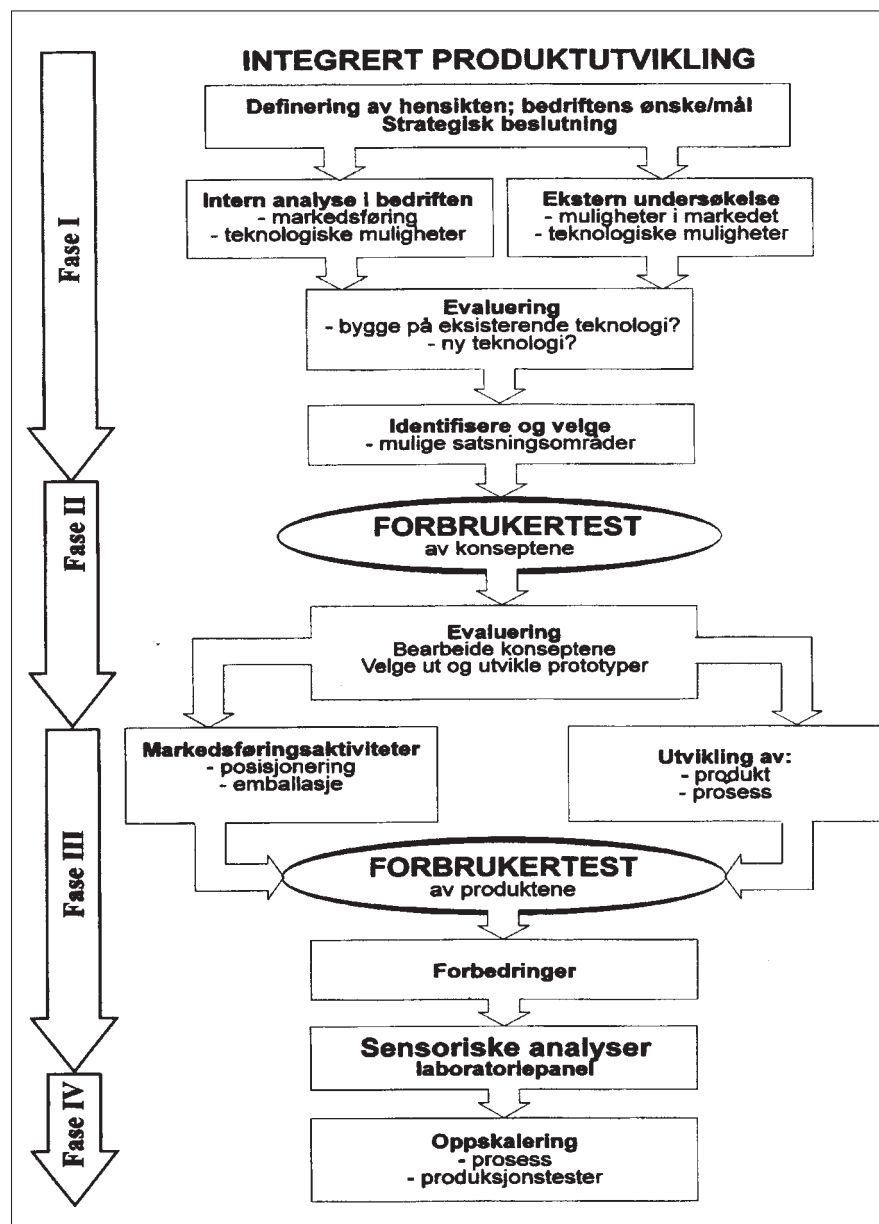 INTEGRERT PRODUKTUTVIKLING
Definering av hensikten; bedriftens ønske/mål
Strategisk beslutning
Intern analyse i bedriften
- markedsføring
- teknologiske muligheter
Ekstern undersøkelse
- muligheter i markedet
- teknologiske muligheter
Fase I
Evaluering
- bygge på eksisterende teknologi?
- ny teknologi?
Identifisere og velge
- mulige satsningsområder
Fase II
FORBRUKERTEST
av konseptene
Evaluering
Bearbeide konseptene
Velge ut og utvikle prototyper
Markedsføringsaktiviteter
- posisjonering
- emballasje
Utvikling av:
- produkt
- prosess
Fase III
FORBRUKERTEST
av produktene
Forbedringer
Sensoriske analyser
laboratoriepanel
Fase IV
Oppskalering
- prosess
- produksjonstester